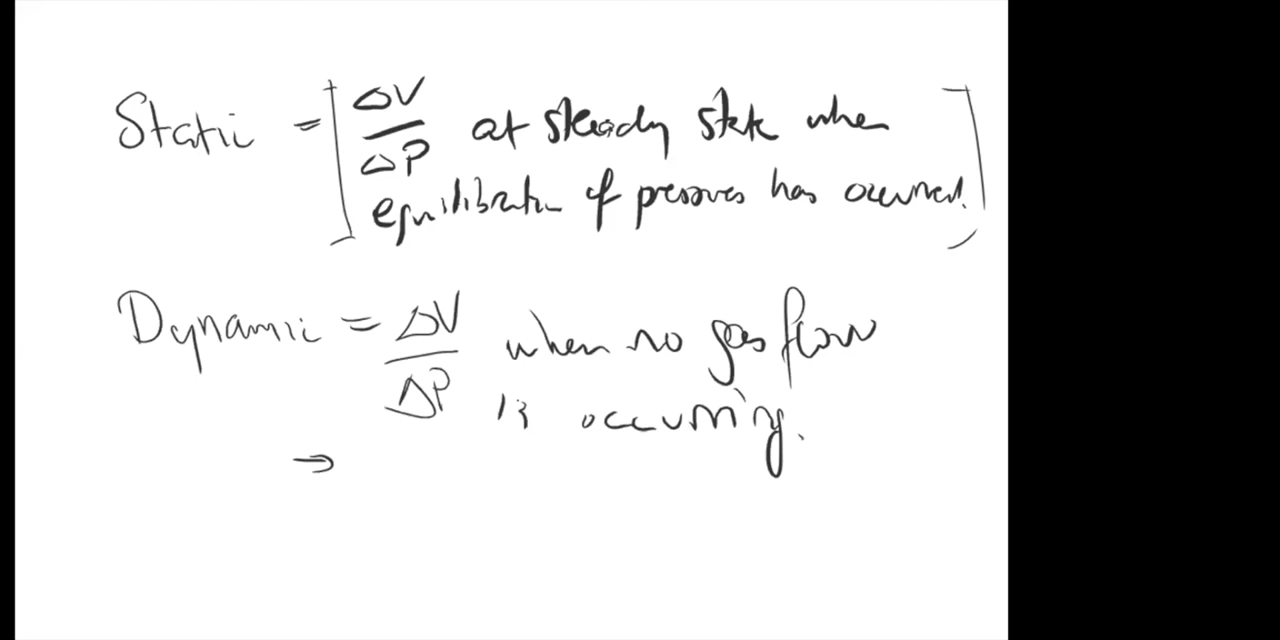 Static = [ ΔV/ΔP at steady state when
equilibration of pressures has occurred. ]
Dynamic = ΔV/ΔP when no gas flow
is occurring.
→